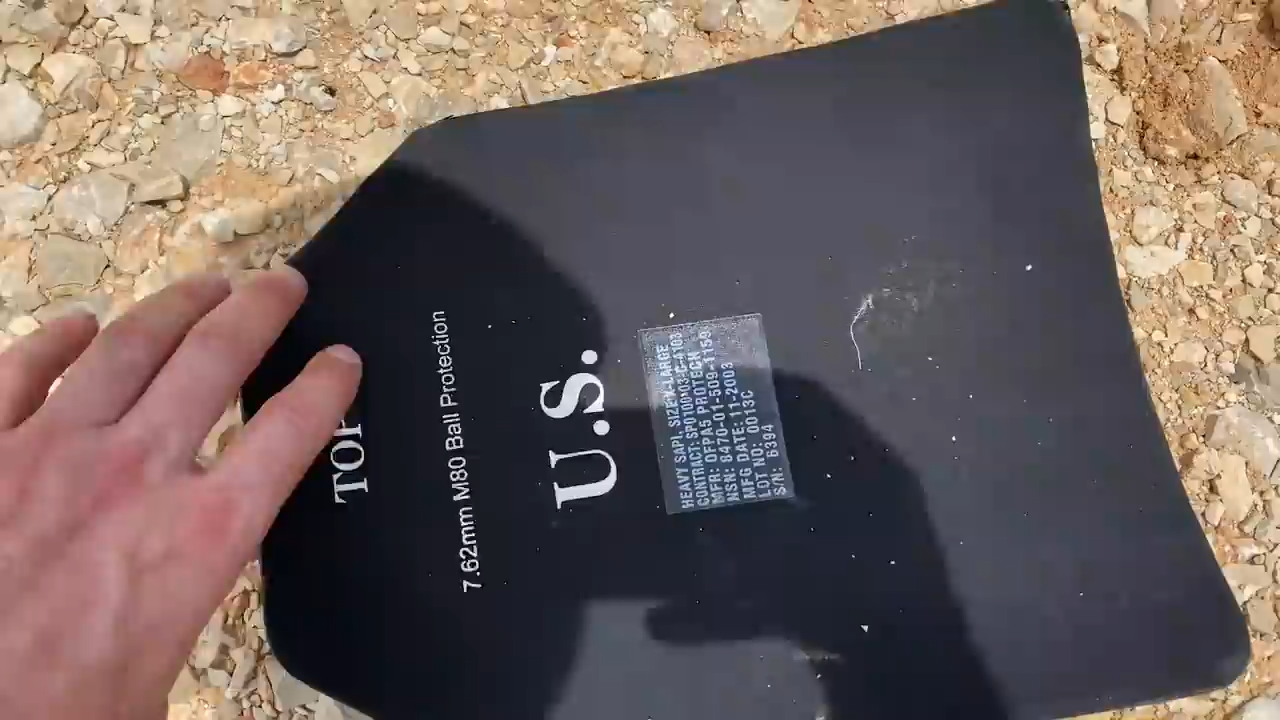 TOP
7.62mm M80 Ball Protection
U.S.
HEAVY SAPI, SIZE X-LARGE
CONTRACT: SPO100-03-C-4103
MFR: OFPA5 PROTECH
NSN: 8470-01-509-1159
MFG DATE: 11-2003
LOT NO: 0013C
S/N: 6394